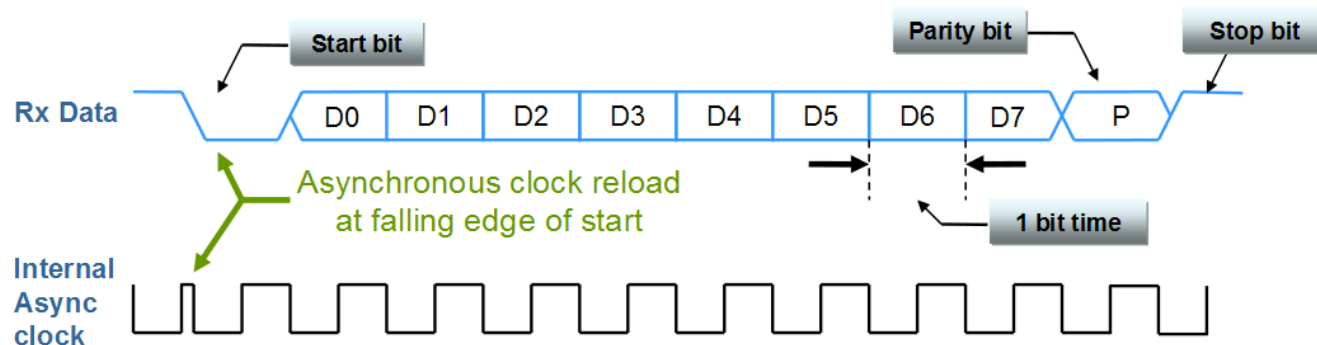 Start bit
Parity bit
Stop bit
Rx Data
D0 D1 D2 D3 D4 D5 D6 D7 P
Asynchronous clock reload
at falling edge of start
1 bit time
Internal
Async
clock